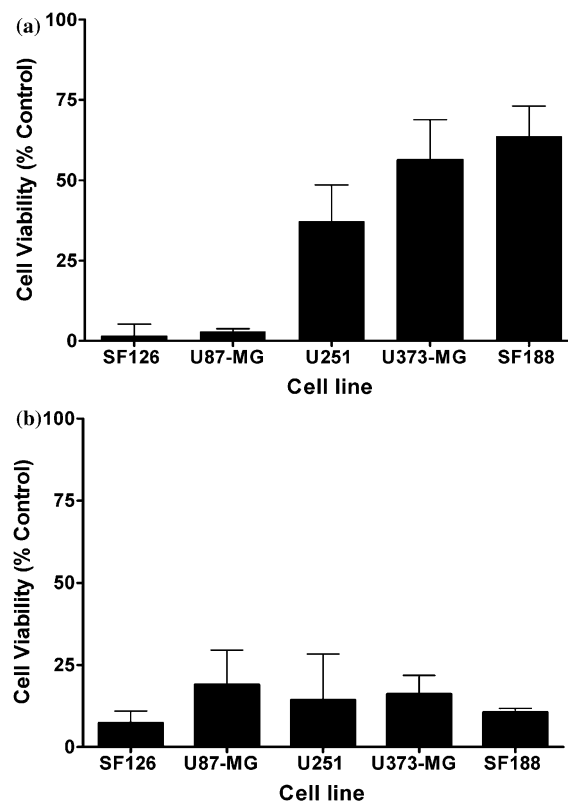 (a)
Cell Viability (% Control)
100
75
50
25
0
SF126 U87-MG U251 U373-MG SF188
Cell line
(b)
Cell Viability (% Control)
100
75
50
25
0
SF126 U87-MG U251 U373-MG SF188
Cell line